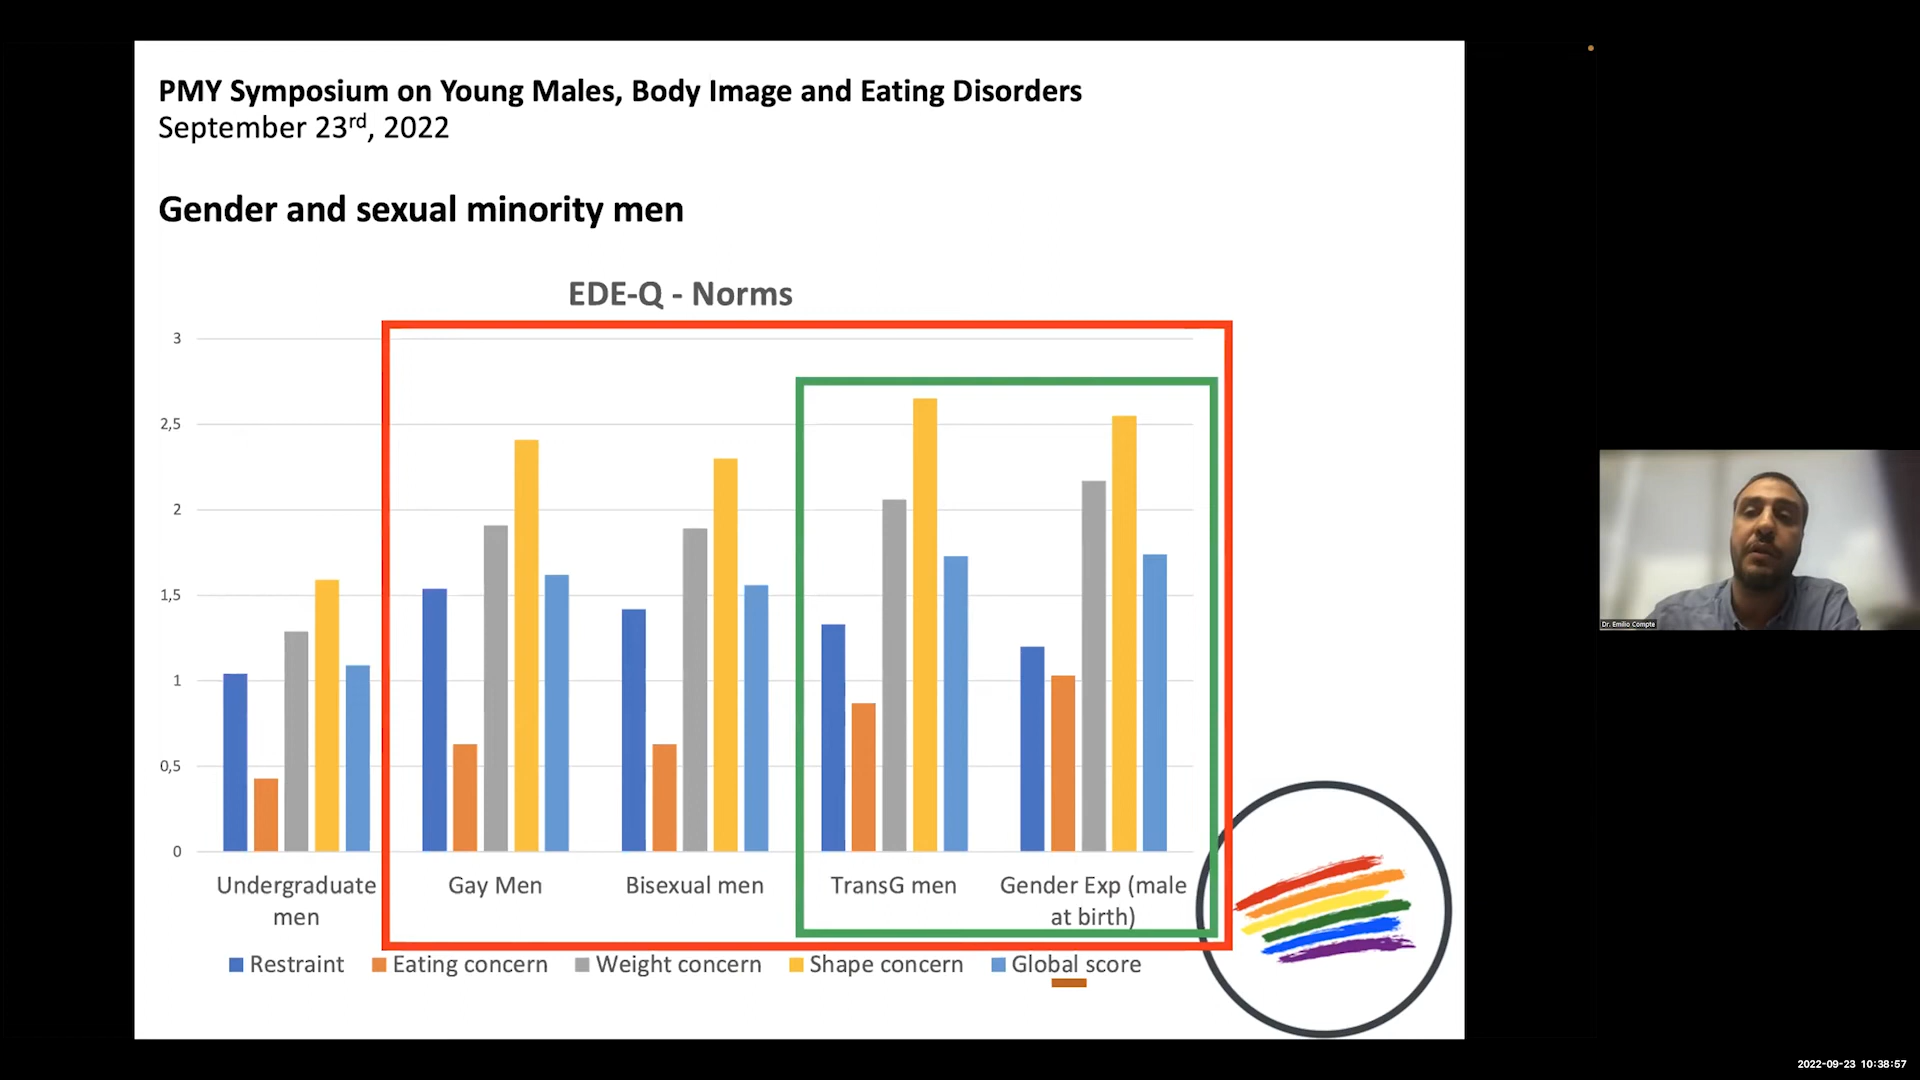 PMY Symposium on Young Males, Body Image and Eating Disorders
September 23rd, 2022
Gender and sexual minority men
EDE-Q - Norms
3
2,5
2
1,5
1
0,5
0
Undergraduate men
Gay Men
Bisexual men
TransG men
Gender Exp (male at birth)
Restraint
Eating concern
Weight concern
Shape concern
Global score
Dr. Emilio Compte
2022-09-23 10:38:57